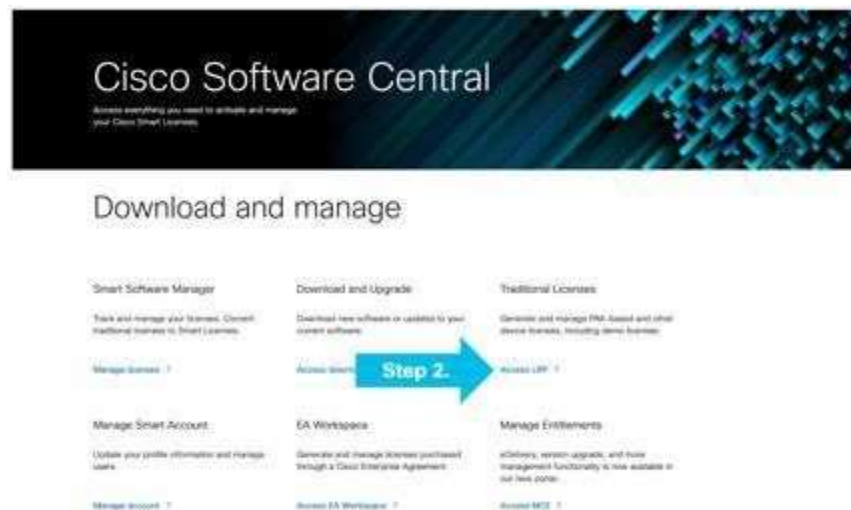 Cisco Software Central
Access everything you need to activate and manage
your Cisco Smart Licenses.
Download and manage
Smart Software Manager
Track and manage your licenses. Convert
traditional licenses to Smart Licenses.
Manage licenses
Download and Upgrade
Download new software or updates to your
current software.
Access
Step 2.
Traditional Licenses
Generate and manage PAK-based and other
device licenses, including demo licenses.
Access LRP
Manage Smart Account
Update your profile information and manage
users.
Manage account
EA Workspace
Generate and manage licenses purchased
through a Cisco Enterprise Agreement.
Access EA Workspace
Manage Entitlements
eDelivery, version upgrade, and more
management functionality is now available in
our new portal.
Access MCE